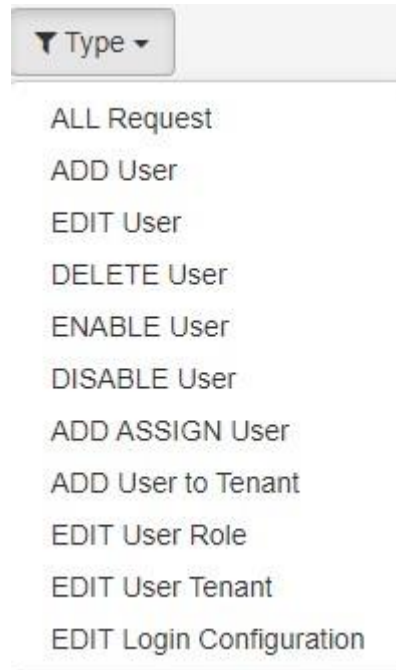 Type
ALL Request
ADD User
EDIT User
DELETE User
ENABLE User
DISABLE User
ADD ASSIGN User
ADD User to Tenant
EDIT User Role
EDIT User Tenant
EDIT Login Configuration